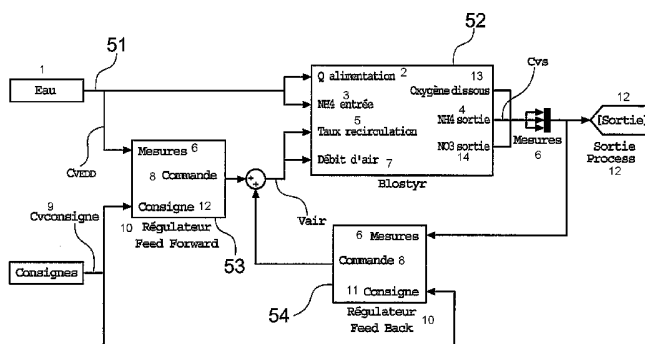 51
52
1
Eau
Q alimentation 2
13
Oxygène dissous
Cvs
3
NH4 entrée
4
NH4 sortie
5
Taux recirculation
12
[Sortie]
Mesures
6
Sortie
Process
12
NO3 sortie
14
Débit d'air 7
Biostyr
CVEDD
Mesures 6
8 Commande
Consigne 12
Vair
9
Cvconsigne
10 Régulateur
Feed Forward
53
Consignes
6 Mesures
Commande 8
11 Consigne
54
Régulateur
Feed Back
10